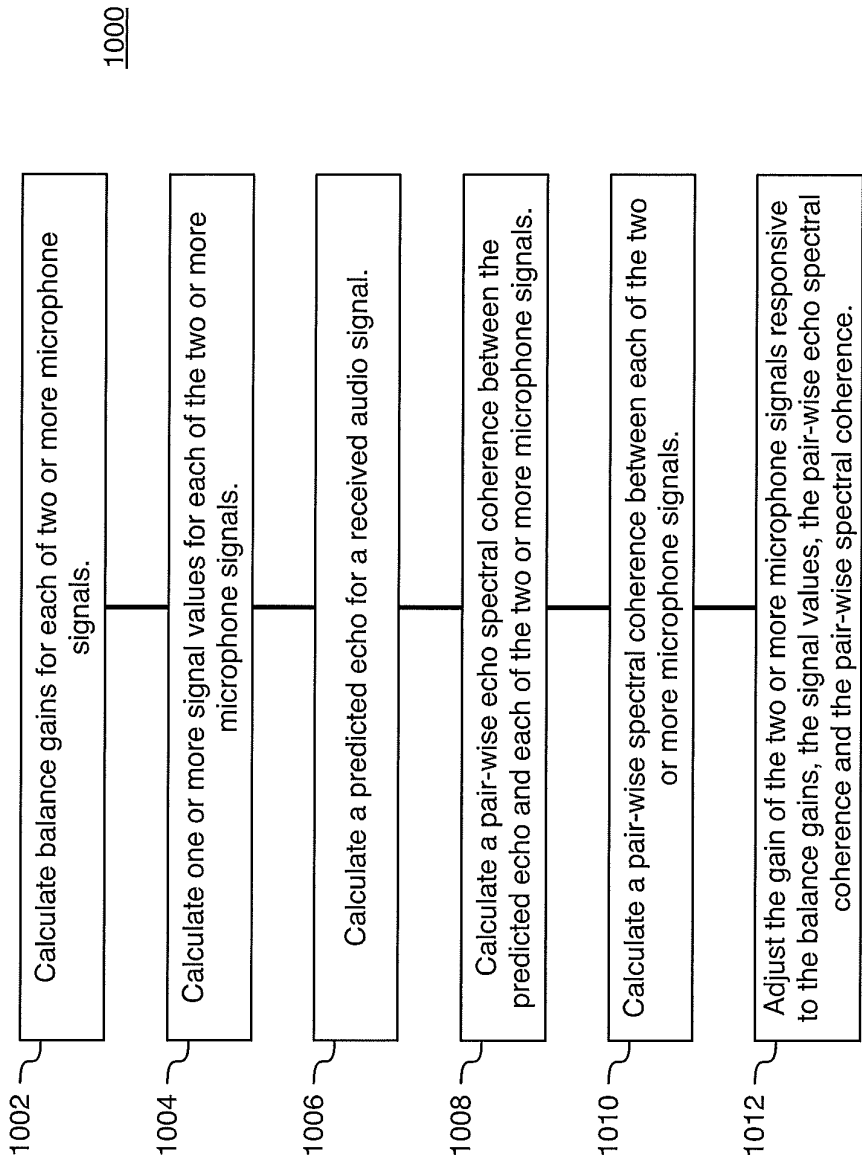 1000
1002
Calculate balance gains for each of two or more microphone
signals.
1004
Calculate one or more signal values for each of the two or more
microphone signals.
1006
Calculate a predicted echo for a received audio signal.
1008
Calculate a pair-wise echo spectral coherence between the
predicted echo and each of the two or more microphone signals.
1010
Calculate a pair-wise spectral coherence between each of the two
or more microphone signals.
1012
Adjust the gain of the two or more microphone signals responsive
to the balance gains, the signal values, the pair-wise echo spectral
coherence and the pair-wise spectral coherence.